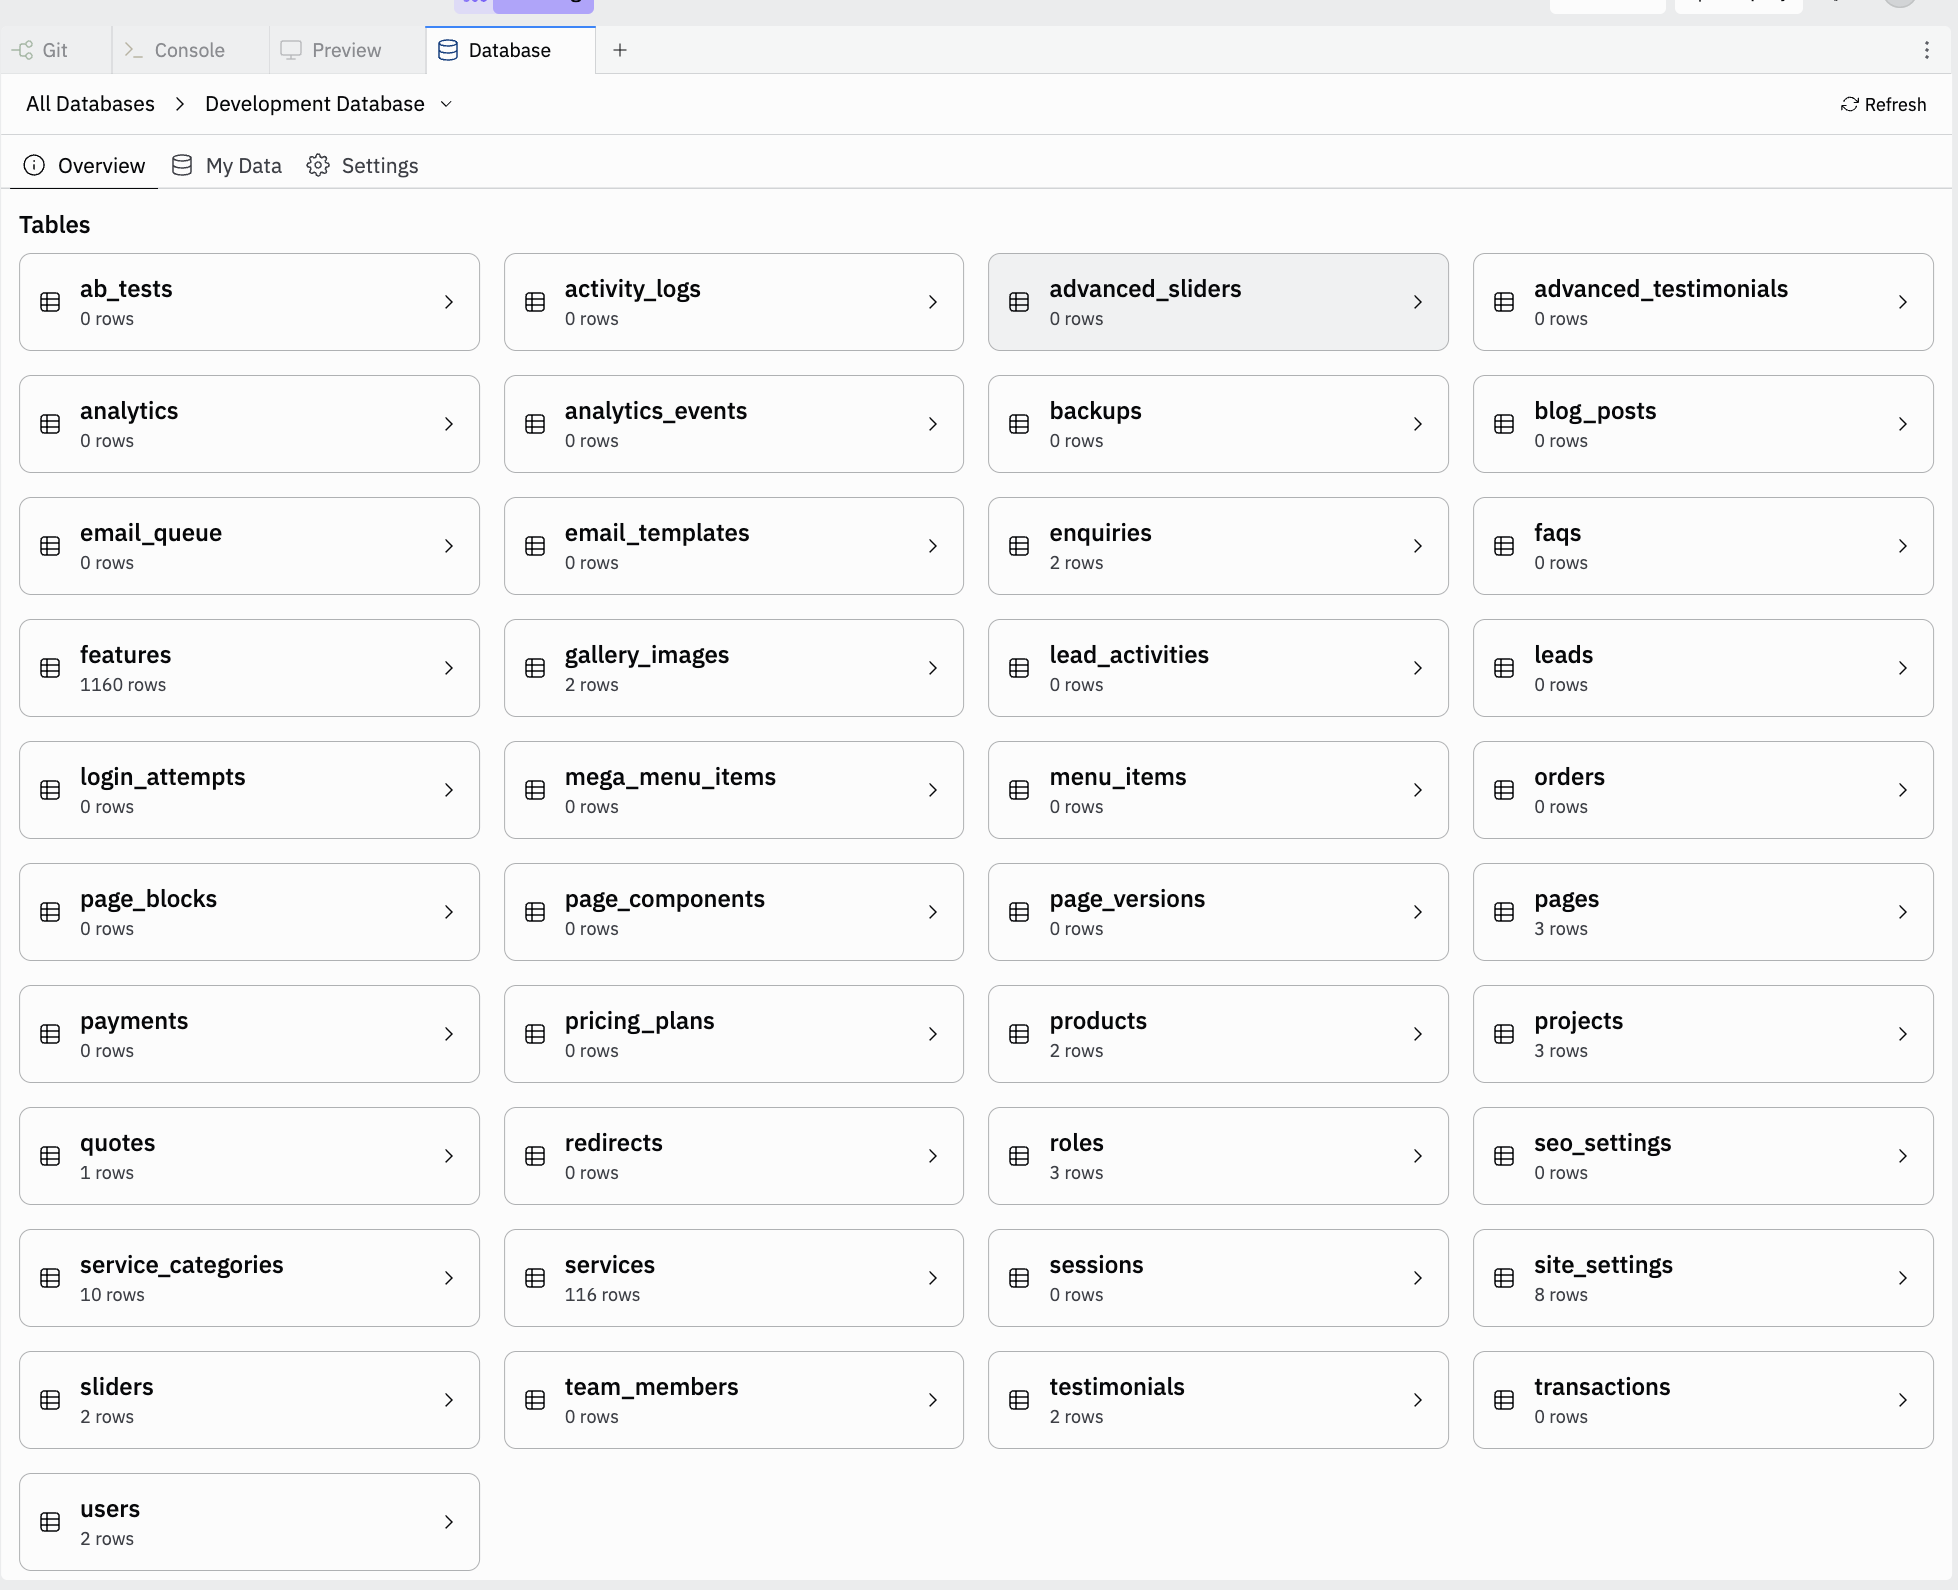 Git
Console
Preview
Database
All Databases
Development Database
Refresh
Overview
My Data
Settings
Tables
ab_tests
0 rows
activity_logs
0 rows
advanced_sliders
0 rows
advanced_testimonials
0 rows
analytics
0 rows
analytics_events
0 rows
backups
0 rows
blog_posts
0 rows
email_queue
0 rows
email_templates
0 rows
enquiries
2 rows
faqs
0 rows
features
1160 rows
gallery_images
2 rows
lead_activities
0 rows
leads
0 rows
login_attempts
0 rows
mega_menu_items
0 rows
menu_items
0 rows
orders
0 rows
page_blocks
0 rows
page_components
0 rows
page_versions
0 rows
pages
3 rows
payments
0 rows
pricing_plans
0 rows
products
2 rows
projects
3 rows
quotes
1 rows
redirects
0 rows
roles
3 rows
seo_settings
0 rows
service_categories
10 rows
services
116 rows
sessions
0 rows
site_settings
8 rows
sliders
2 rows
team_members
0 rows
testimonials
2 rows
transactions
0 rows
users
2 rows